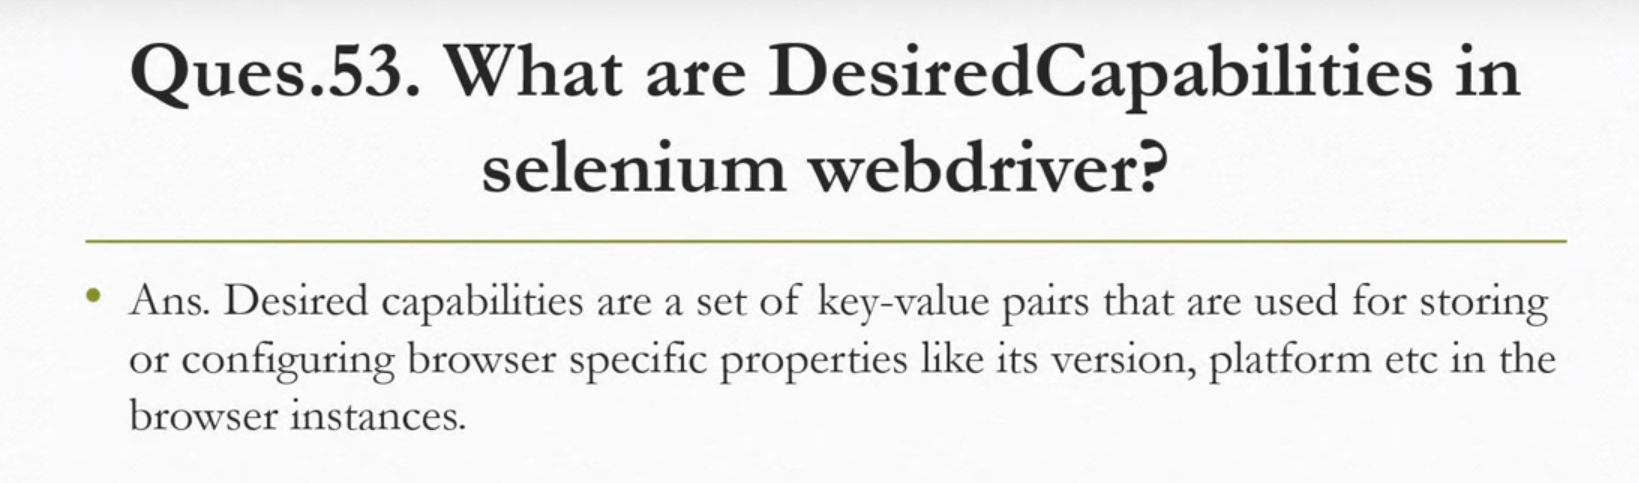 Ques.53. What are DesiredCapabilities in
selenium webdriver?
• Ans. Desired capabilities are a set of key-value pairs that are used for storing
or configuring browser specific properties like its version, platform etc in the
browser instances.